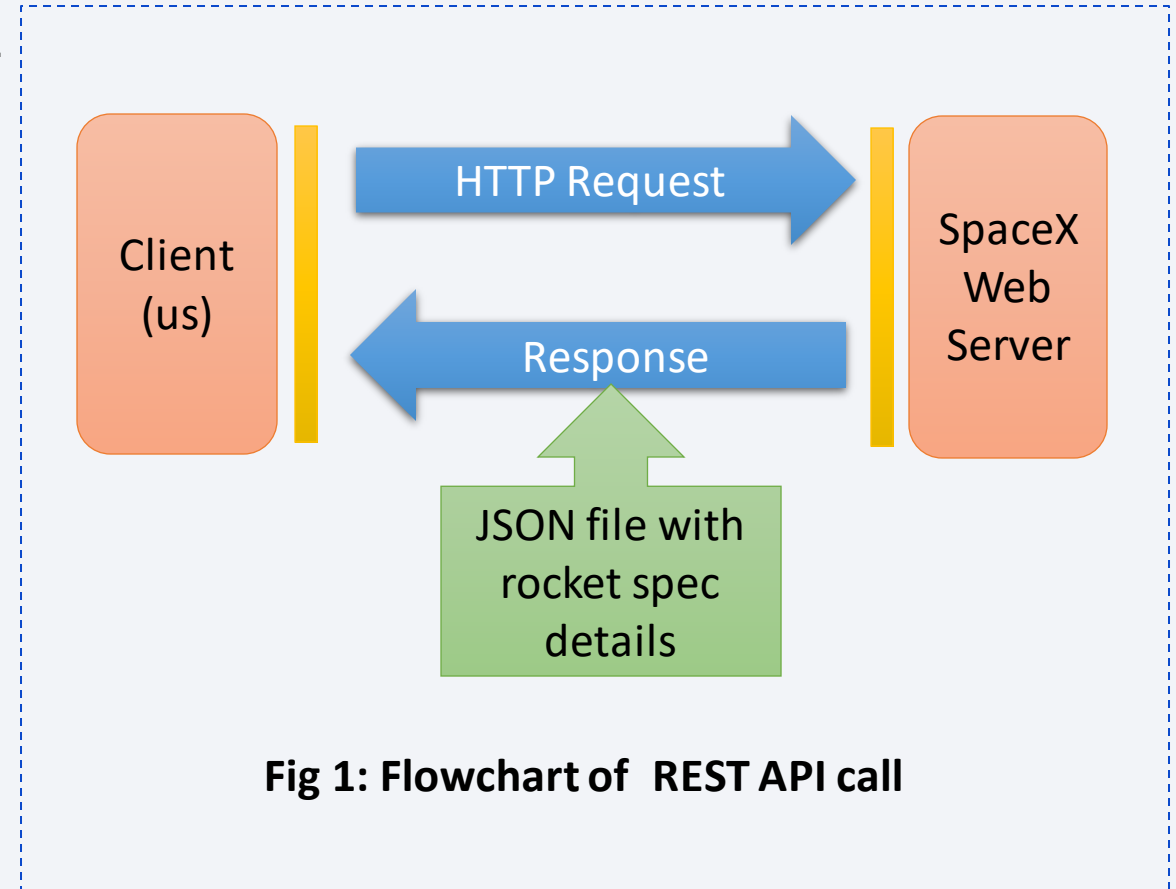 HTTP Request
Client
(us)
SpaceX
Web
Server
Response
JSON file with
rocket spec
details
Fig 1: Flowchart of REST API call